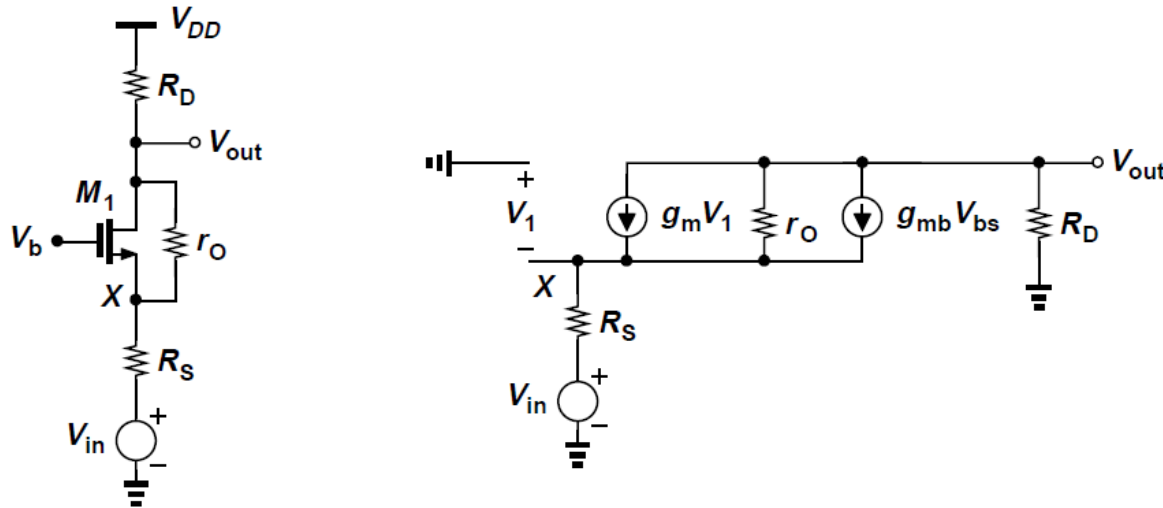 V_DD
R_D
V_out
M_1
V_b
r_O
X
R_S
V_in
+
−
+
V_1
−
g_mV_1
r_O
g_mbV_bs
V_out
R_D
X
R_S
V_in
+
−